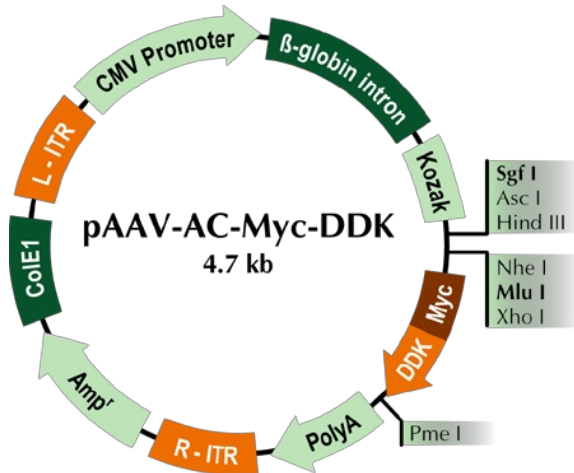 CMV Promoter
ß-globin intron
Kozak
L - ITR
Sgf I
Asc I
Hind III
pAAV-AC-Myc-DDK
4.7 kb
ColE1
Nhe I
Mlu I
Xho I
Myc
DDK
Ampʳ
PolyA
R - ITR
Pme I